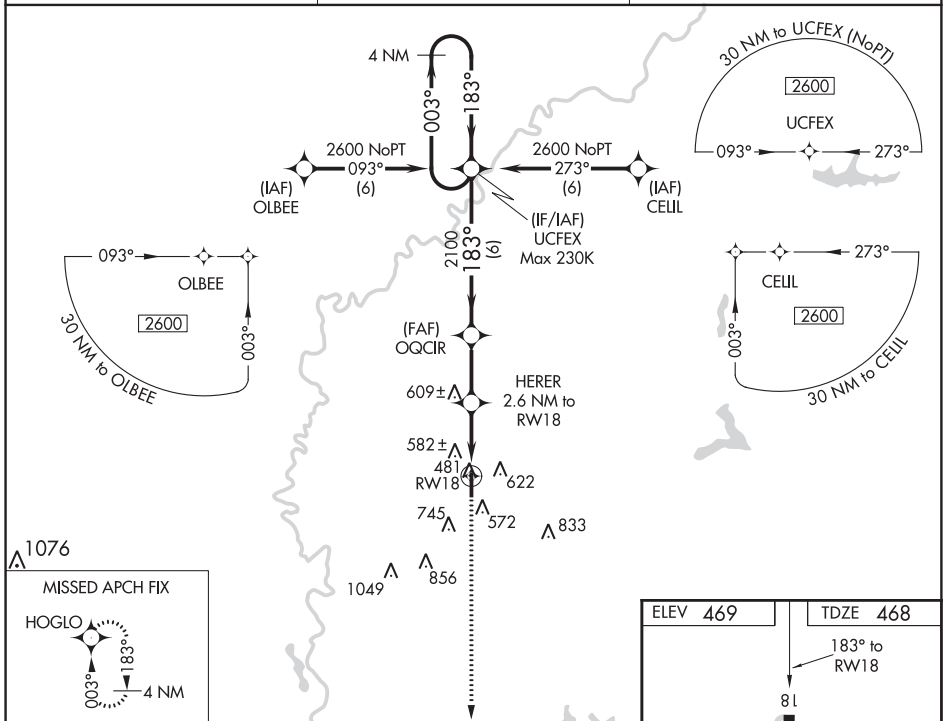 4 NM
003°
183°
30 NM to UCFEX (NoPT)
2600
UCFEX
093°
273°
2600 NoPT
093°
(6)
2600 NoPT
273°
(6)
(IAF)
OLBEE
(IAF)
CELIL
(IF/IAF)
UCFEX
Max 230K
2100
183°
(6)
093°
OLBEE
2600
003°
30 NM to OLBEE
273°
CELIL
2600
003°
30 NM to CELIL
(FAF)
OQCIR
609±
HERER
2.6 NM to
RW18
582±
481
RW18
622
745
572
833
1076
1049
856
MISSED APCH FIX
HOGLO
003°
183°
4 NM
ELEV 469
TDZE 468
183° to
RW18
18